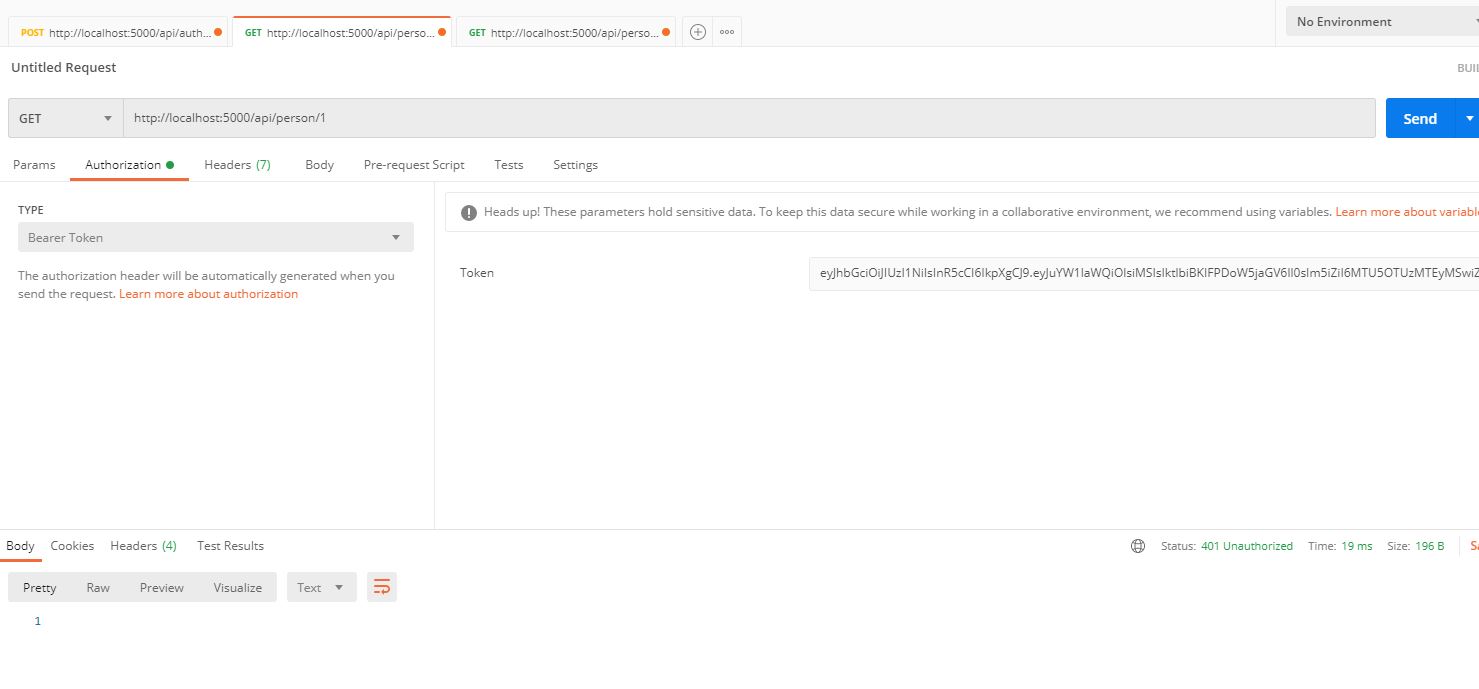 POST http://localhost:5000/api/auth... GET http://localhost:5000/api/perso... GET http://localhost:5000/api/perso... No Environment
Untitled Request BUI
GET http://localhost:5000/api/person/1 Send
Params Authorization Headers (7) Body Pre-request Script Tests Settings
TYPE
Bearer Token
The authorization header will be automatically generated when you
send the request. Learn more about authorization
Heads up! These parameters hold sensitive data. To keep this data secure while working in a collaborative environment, we recommend using variables. Learn more about variable
Token
Body Cookies Headers (4) Test Results Status: 401 Unauthorized Time: 19 ms Size: 196 B Sa
Pretty Raw Preview Visualize Text
1